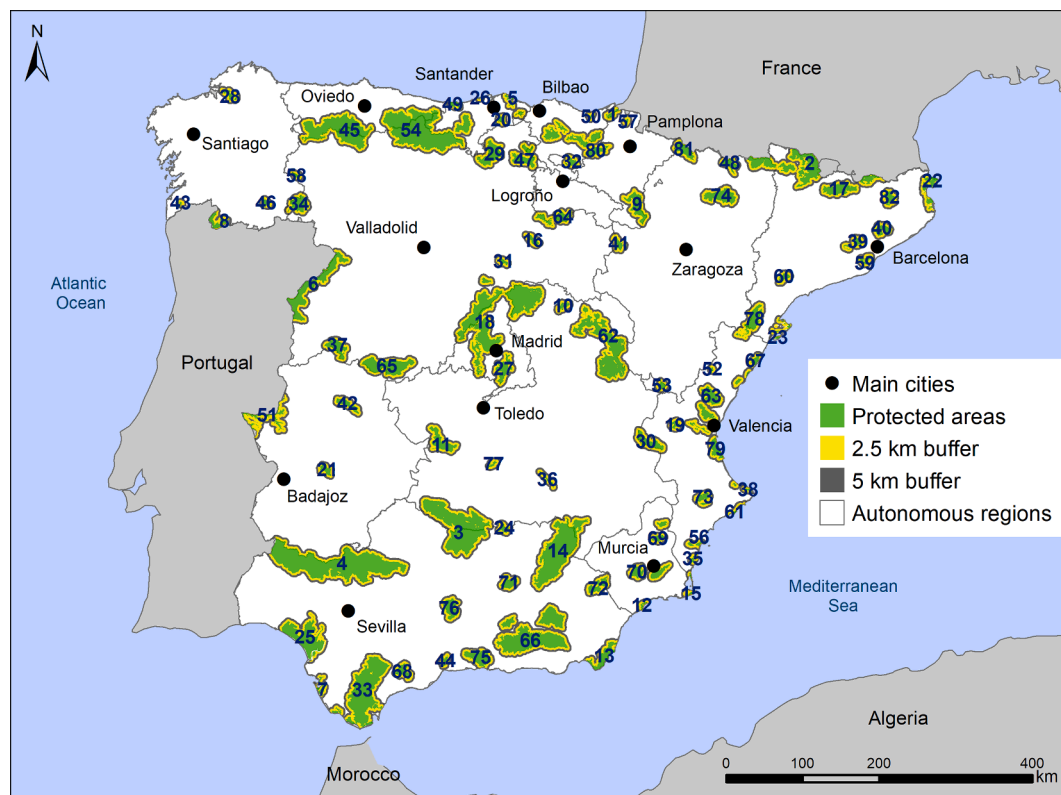 N
France
Santander
Bilbao
26
5
Oviedo
49
28
20
50
1
57
Pamplona
Santiago
45
54
29
47
80
32
81
48
2
58
Logroño
17
22
82
43
46
34
8
74
9
64
Valladolid
16
41
40
39
Barcelona
Zaragoza
59
31
60
Atlantic
Ocean
6
10
18
78
62
23
Madrid
37
Portugal
65
27
67
52
53
Main cities
42
63
Protected areas
51
Toledo
19
Valencia
2.5 km buffer
11
30
79
77
21
5 km buffer
36
Badajoz
38
73
61
Autonomous regions
3
24
69
56
14
Murcia
35
4
70
71
72
15
Mediterranean
Sea
76
12
Sevilla
25
66
44
75
13
68
7
33
Algeria
Morocco
0
100
200
400
km